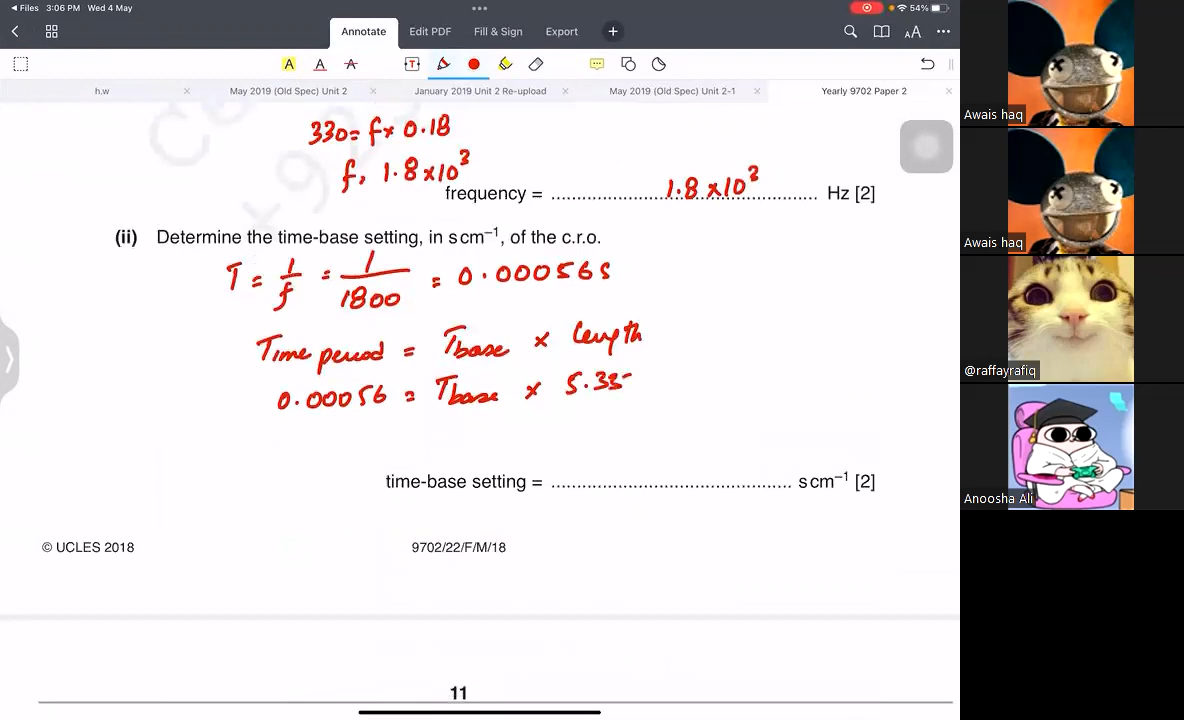 Files 3:06 PM Wed 4 May
54%
Annotate Edit PDF Fill & Sign Export
AA
A A A T
h.w May 2019 (Old Spec) Unit 2 January 2019 Unit 2 Re-upload May 2019 (Old Spec) Unit 2-1 Yearly 9702 Paper 2
330= f× 0.18
f, 1.8×10³
frequency = .............................................. Hz [2]
1.8×10³
(ii) Determine the time-base setting, in s cm⁻¹, of the c.r.o.
T = 1/f = 1/1800 = 0.00056s
Time period = Tbase × length
0.00056 = Tbase × 5.33
time-base setting = .............................................. s cm⁻¹ [2]
© UCLES 2018 9702/22/F/M/18
11
Awais haq
Awais haq
@raffayrafiq
Anoosha Ali